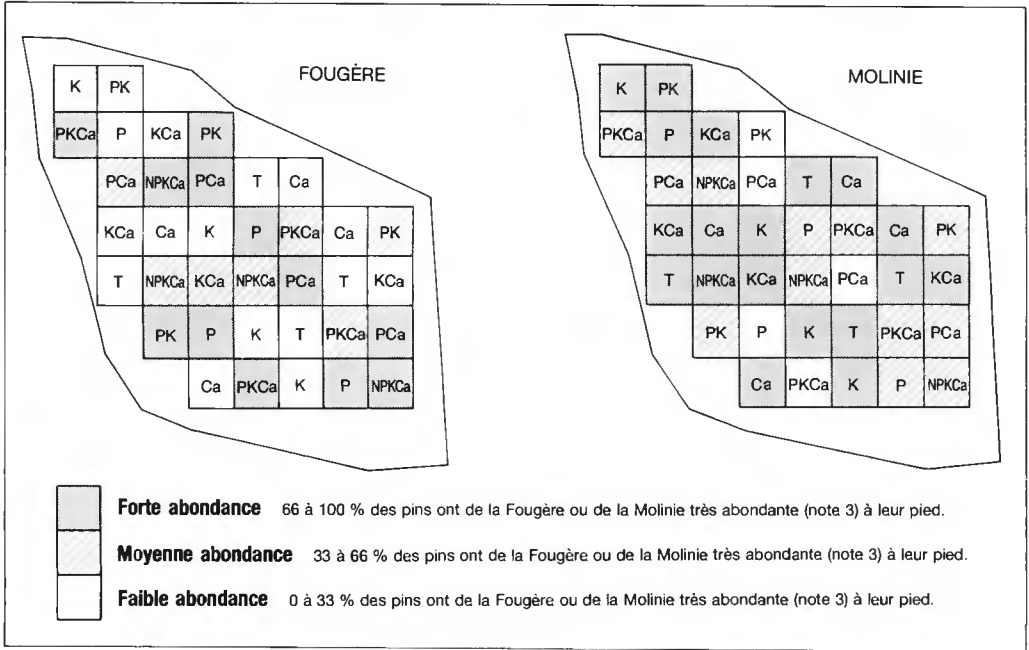 FOUGÈRE
K PK
PKCa P KCa PK
PCa NPKCa PCa T Ca
KCa Ca K P PKCa Ca PK
T NPKCa KCa NPKCa PCa T KCa
PK P K T PKCa PCa
Ca PKCa K P NPKCa
MOLINIE
K PK
PKCa P KCa PK
PCa NPKCa PCa T Ca
KCa Ca K P PKCa Ca PK
T NPKCa KCa NPKCa PCa T KCa
PK P K T PKCa PCa
Ca PKCa K P NPKCa
Forte abondance 66 à 100 % des pins ont de la Fougère ou de la Molinie très abondante (note 3) à leur pied.
Moyenne abondance 33 à 66 % des pins ont de la Fougère ou de la Molinie très abondante (note 3) à leur pied.
Faible abondance 0 à 33 % des pins ont de la Fougère ou de la Molinie très abondante (note 3) à leur pied.